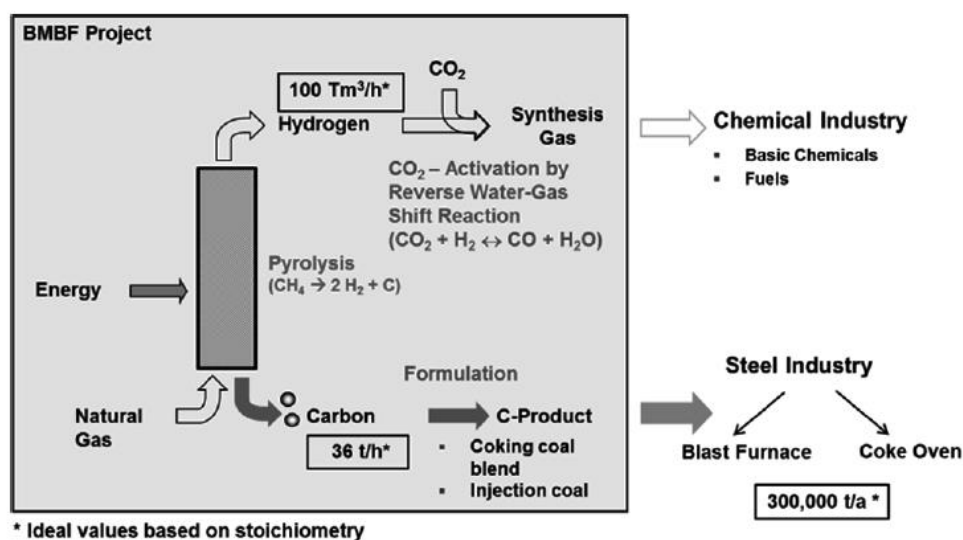 BMBF Project
100 Tm³/h*
Hydrogen
CO₂
Synthesis
Gas
CO₂ – Activation by
Reverse Water-Gas
Shift Reaction
(CO₂ + H₂ ↔ CO + H₂O)
Chemical Industry
▪ Basic Chemicals
▪ Fuels
Energy
Pyrolysis
(CH₄ → 2 H₂ + C)
Natural
Gas
Carbon
36 t/h*
Formulation
C-Product
▪ Coking coal
blend
▪ Injection coal
Steel Industry
Blast Furnace
Coke Oven
300,000 t/a *
* Ideal values based on stoichiometry